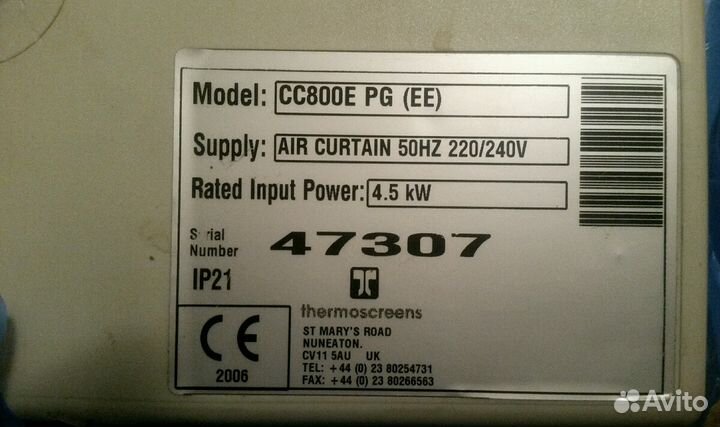 Model: CC800E PG (EE)
Supply: AIR CURTAIN 50HZ 220/240V
Rated Input Power: 4.5 kW
S rial
Number 47307
IP21
thermoscreens
ST MARY'S ROAD
NUNEATON.
CV11 5AU UK
TEL: +44 (0) 23 80254731
FAX: +44 (0) 23 80266563
CE
2006
Avito